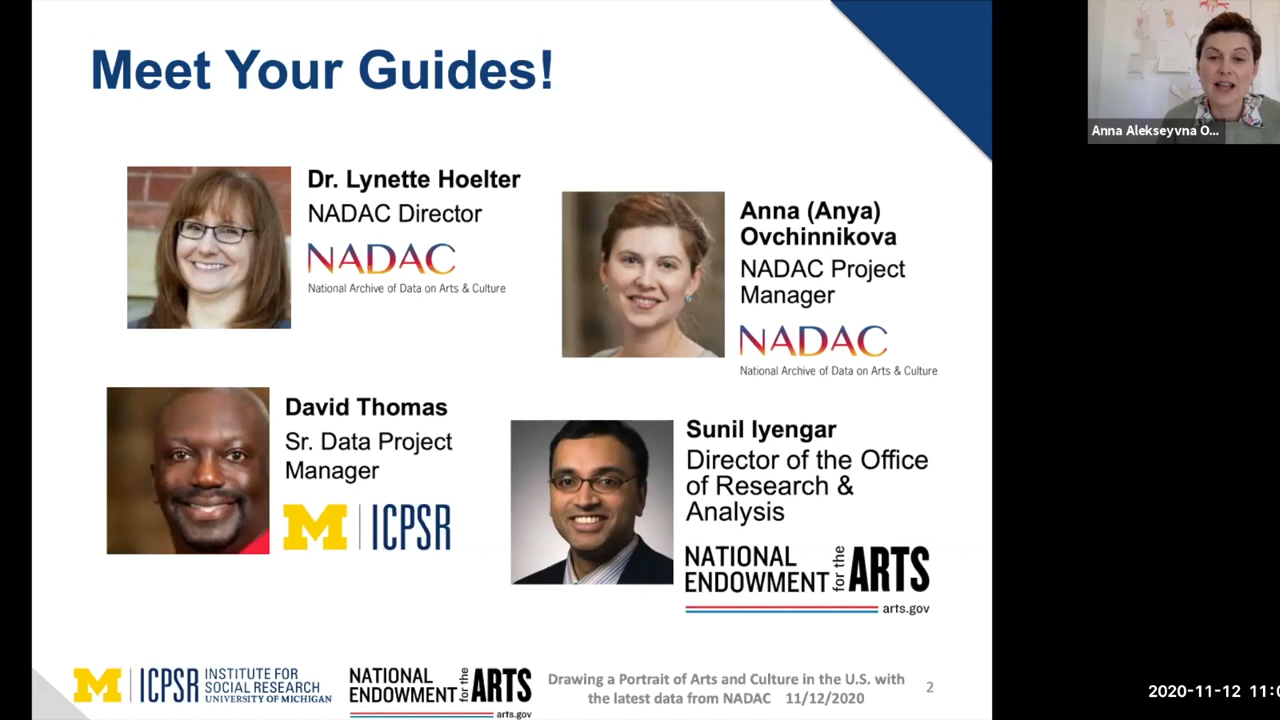 Meet Your Guides!
Dr. Lynette Hoelter
NADAC Director
NADAC
National Archive of Data on Arts & Culture
Anna (Anya)
Ovchinnikova
NADAC Project
Manager
NADAC
National Archive of Data on Arts & Culture
David Thomas
Sr. Data Project
Manager
M ICPSR
Sunil Iyengar
Director of the Office
of Research &
Analysis
NATIONAL
ENDOWMENT for the ARTS
arts.gov
M ICPSR INSTITUTE FOR
SOCIAL RESEARCH
UNIVERSITY OF MICHIGAN
NATIONAL
ENDOWMENT for the ARTS
arts.gov
Drawing a Portrait of Arts and Culture in the U.S. with
the latest data from NADAC 11/12/2020
2
Anna Alekseyvna O...
2020-11-12 11:0